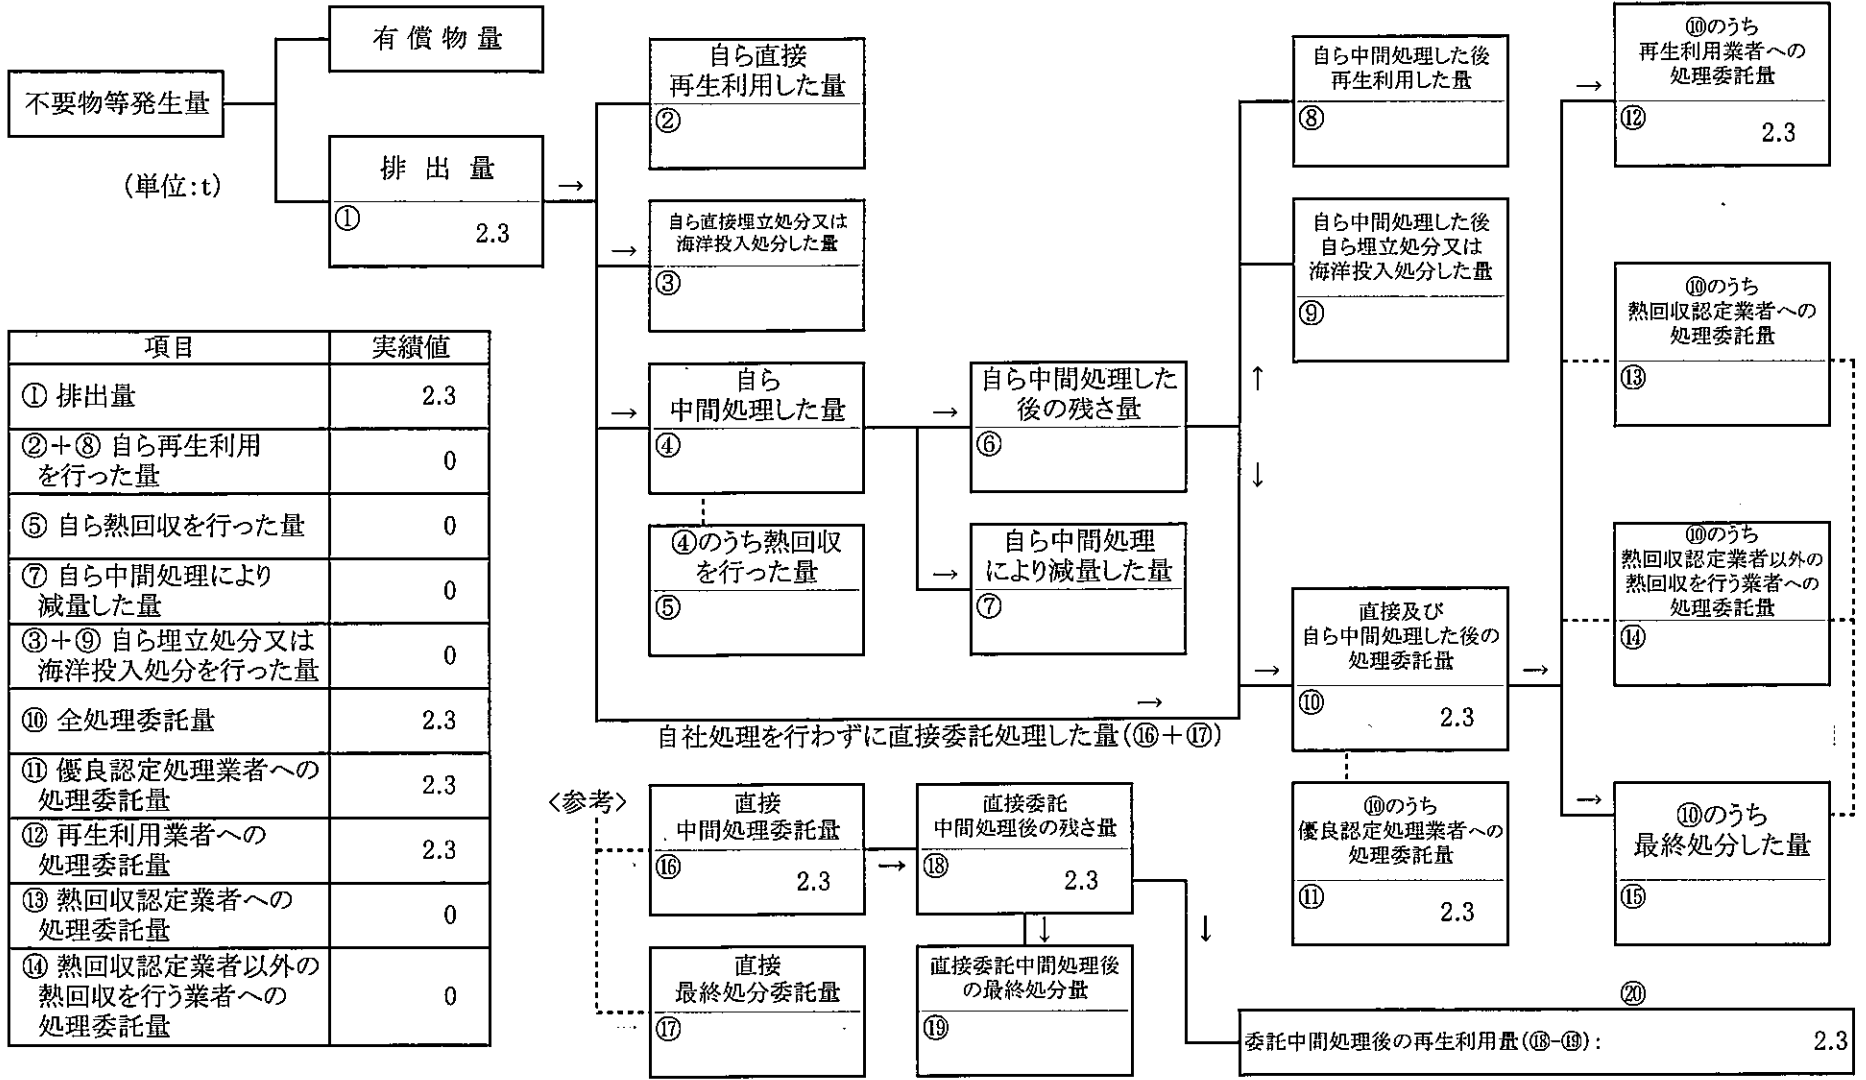 不要物等発生量
(単位:t)
有償物量
排出量
①
2.3
自ら直接
再生利用した量
②
自ら直接埋立処分又は
海洋投入処分した量
③
自ら
中間処理した量
④
④のうち熱回収
を行った量
⑤
自ら中間処理した
後の残さ量
⑥
自ら中間処理
により減量した量
⑦
自ら中間処理した後
再生利用した量
⑧
自ら中間処理した後
自ら埋立処分又は
海洋投入処分した量
⑨
直接及び
自ら中間処理した後の
処理委託量
⑩
2.3
⑩のうち
優良認定処理業者への
処理委託量
⑪
2.3
⑩のうち
再生利用業者への
処理委託量
⑫
2.3
⑩のうち
熱回収認定業者への
処理委託量
⑬
⑩のうち
熱回収認定業者以外の
熱回収を行う業者への
処理委託量
⑭
⑩のうち
最終処分した量
⑮
自社処理を行わずに直接委託処理した量(⑯+⑰)
〈参考〉
直接
中間処理委託量
⑯
2.3
直接
最終処分委託量
⑰
直接委託
中間処理後の残さ量
⑱
2.3
直接委託中間処理後
の最終処分量
⑲
⑳
委託中間処理後の再生利用量(⑱-⑲): 2.3
項目 実績値
① 排出量 2.3
②+⑧ 自ら再生利用
を行った量 0
⑤ 自ら熱回収を行った量 0
⑦ 自ら中間処理により
減量した量 0
③+⑨ 自ら埋立処分又は
海洋投入処分を行った量 0
⑩ 全処理委託量 2.3
⑪ 優良認定処理業者への
処理委託量 2.3
⑫ 再生利用業者への
処理委託量 2.3
⑬ 熱回収認定業者への
処理委託量 0
⑭ 熱回収認定業者以外の
熱回収を行う業者への
処理委託量 0